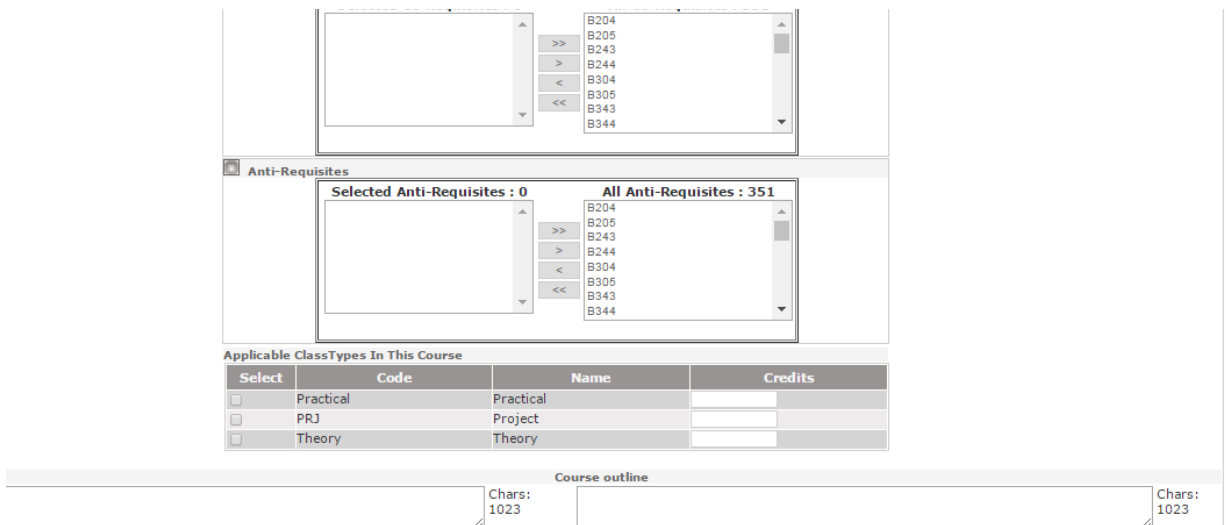 B204
B205
B243
B244
B304
B305
B343
B344
>>
>
<
<<
Anti-Requisites
Selected Anti-Requisites : 0 All Anti-Requisites : 351
B204
B205
B243
B244
B304
B305
B343
B344
>>
>
<
<<
Applicable ClassTypes In This Course
Select Code Name Credits
Practical Practical
PRJ Project
Theory Theory
Course outline
Chars: Chars:
1023 1023